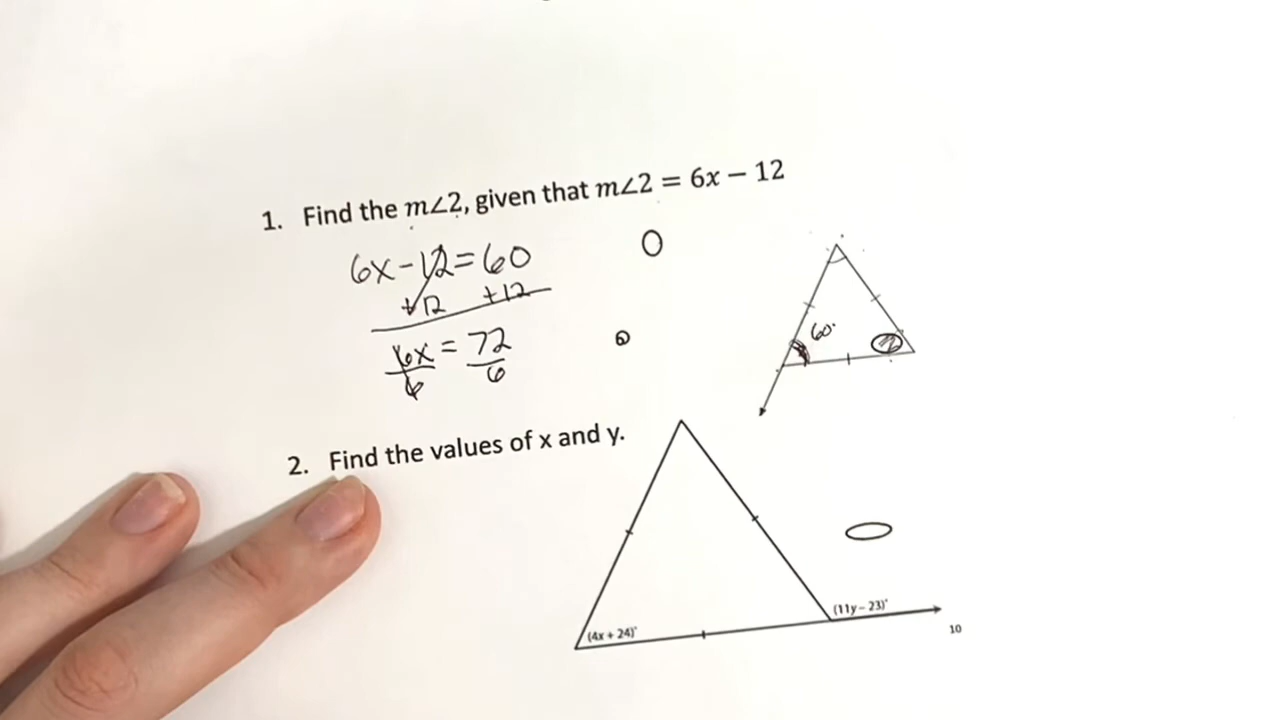 1. Find the m∠2, given that m∠2 = 6x − 12
6x-12=60
+12 +12
6x = 72
6 6
60°
2
2. Find the values of x and y.
(4x + 24)°
(11y – 23)°
10